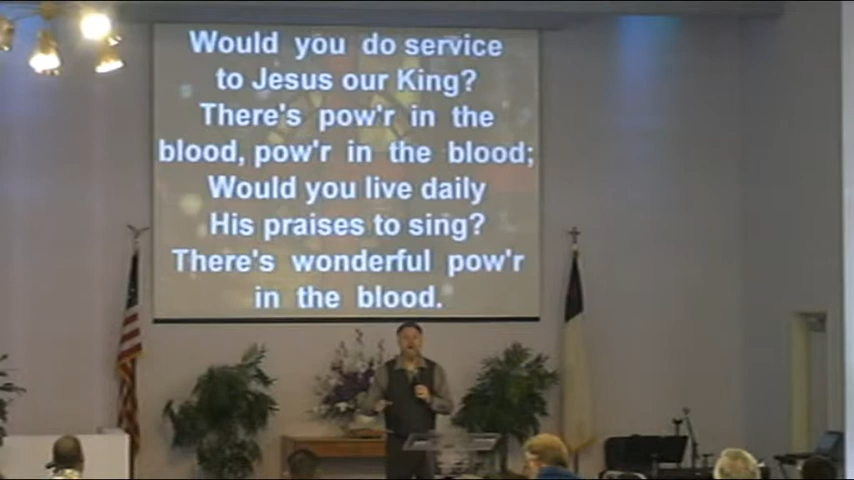 Would you do service
to Jesus our King?
There's pow'r in the
blood, pow'r in the blood;
Would you live daily
His praises to sing?
There's wonderful pow'r
in the blood.